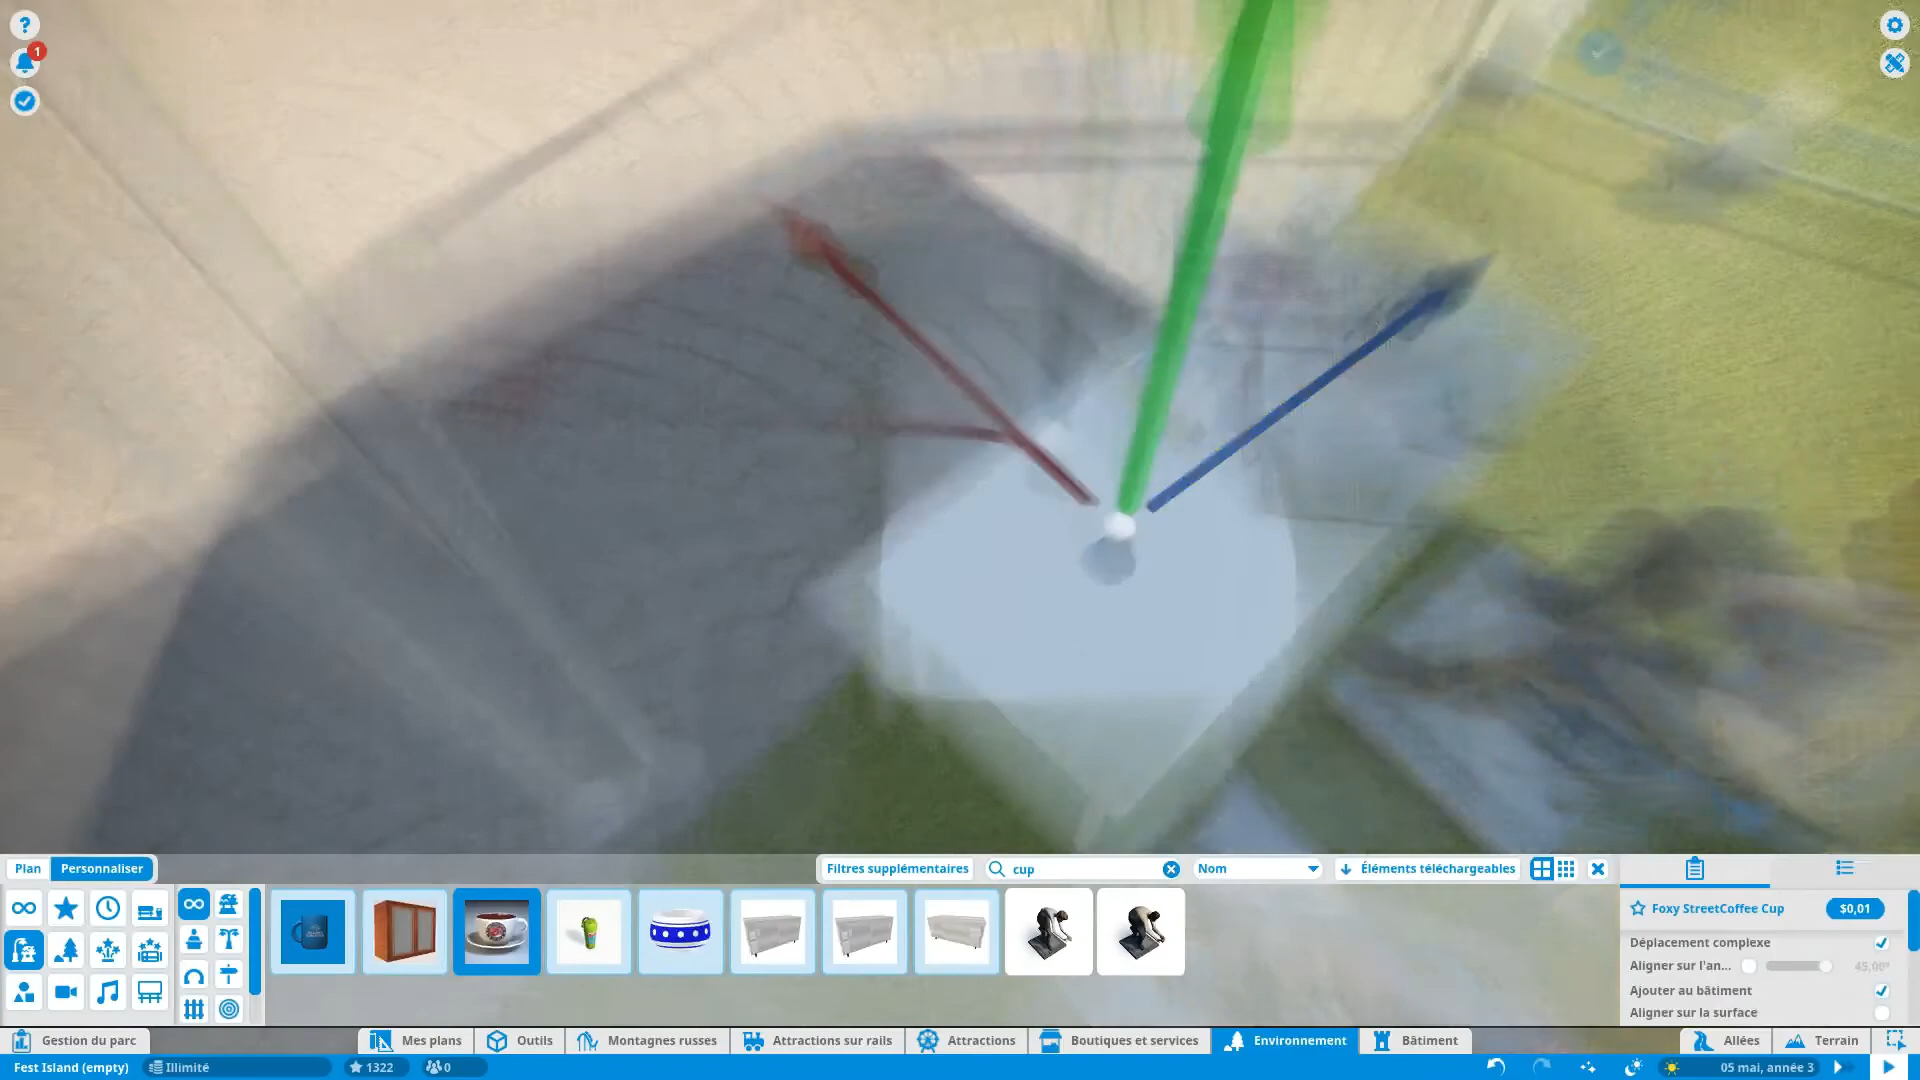 ?
1
Plan
Personnaliser
Filtres supplémentaires
cup
Nom
Éléments téléchargeables
Foxy StreetCoffee Cup
$0,01
Déplacement complexe
Aligner sur l'an...
45,00°
Ajouter au bâtiment
Aligner sur la surface
Gestion du parc
Mes plans
Outils
Montagnes russes
Attractions sur rails
Attractions
Boutiques et services
Environnement
Bâtiment
Allées
Terrain
Fest Island (empty)
Illimité
1322
0
05 mai, année 3